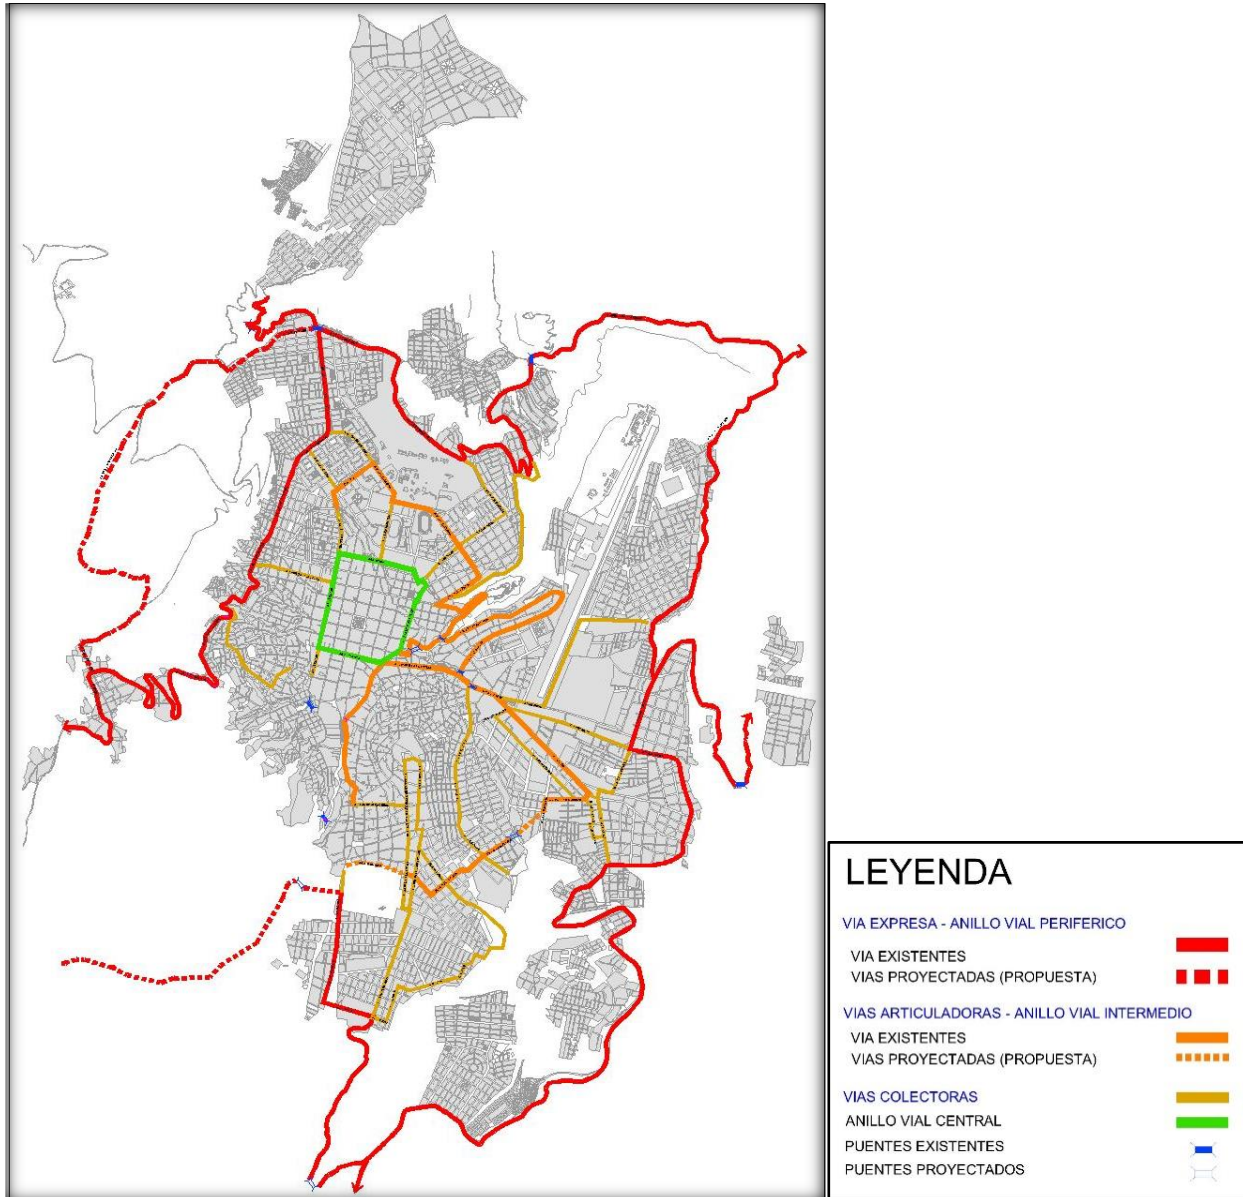 LEYENDA
VIA EXPRESA - ANILLO VIAL PERIFERICO
VIA EXISTENTES
VIAS PROYECTADAS (PROPUESTA)
VIAS ARTICULADORAS - ANILLO VIAL INTERMEDIO
VIA EXISTENTES
VIAS PROYECTADAS (PROPUESTA)
VIAS COLECTORAS
ANILLO VIAL CENTRAL
PUENTES EXISTENTES
PUENTES PROYECTADOS